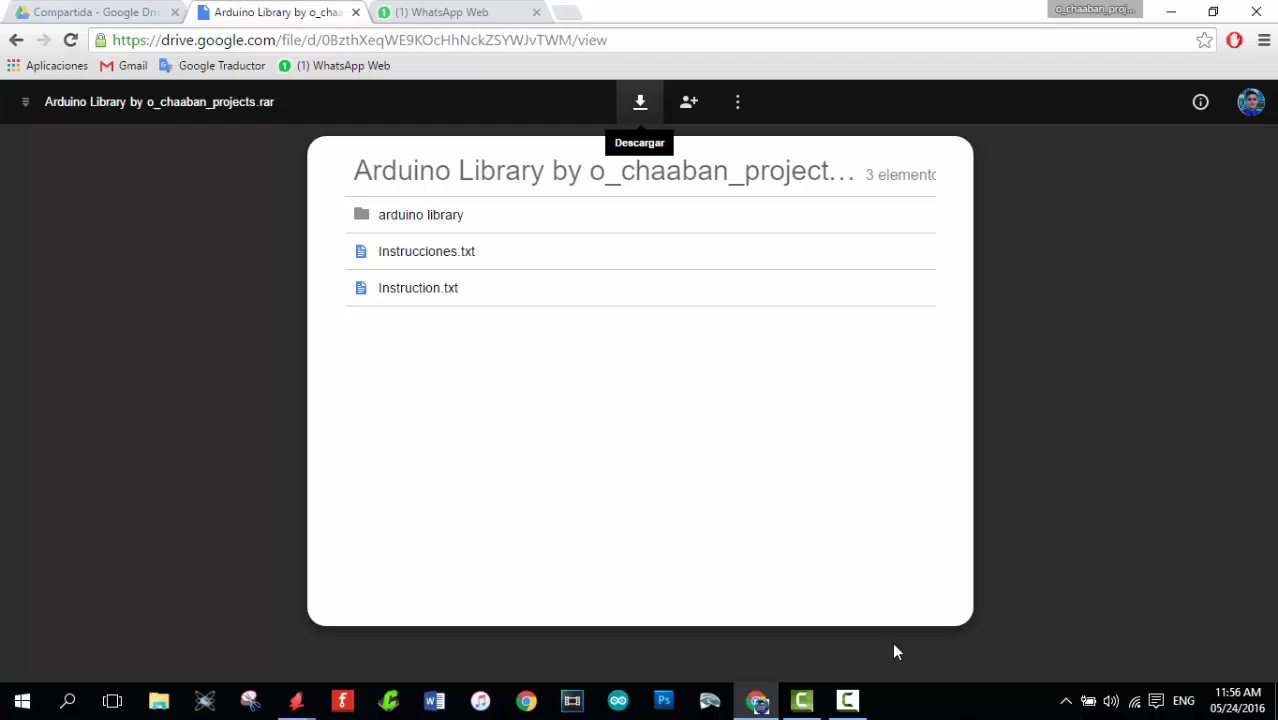 Compartida - Google Dri
Arduino Library by o_chaa
(1) WhatsApp Web
o_chaaban_proj...
https://drive.google.com/file/d/0BzthXeqWE9KOcHhNckZSYWJvTWM/view
Aplicaciones
Gmail
Google Traductor
(1) WhatsApp Web
Arduino Library by o_chaaban_projects.rar
Descargar
Arduino Library by o_chaaban_project...
3 elemento
arduino library
Instrucciones.txt
Instruction.txt
ENG
11:56 AM
05/24/2016